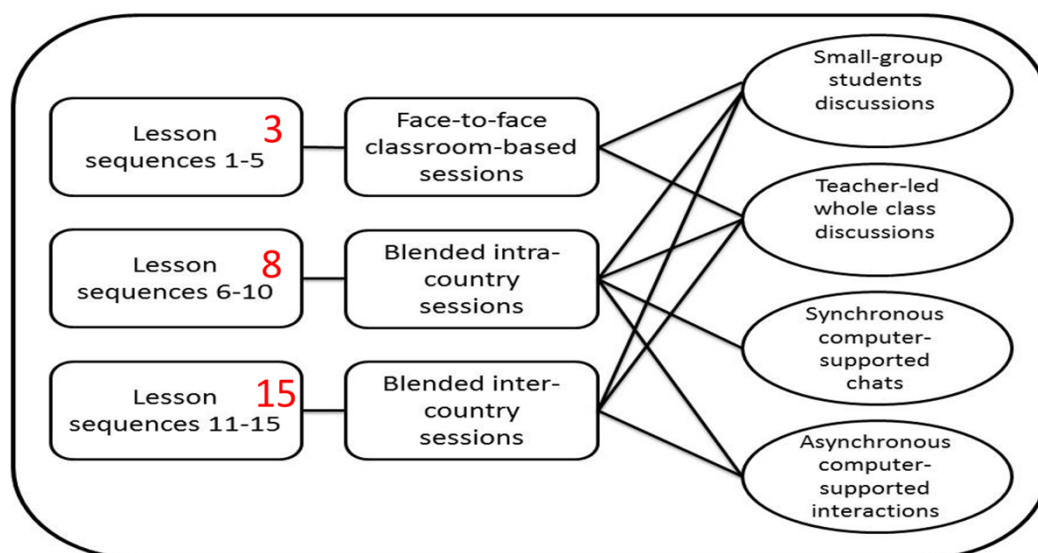 Small-group
students
discussions
Lesson 3
sequences 1-5
Face-to-face
classroom-based
sessions
Teacher-led
whole class
discussions
Lesson 8
sequences 6-10
Blended intra-
country
sessions
Synchronous
computer-
supported
chats
Lesson 15
sequences 11-15
Blended inter-
country
sessions
Asynchronous
computer-
supported
interactions